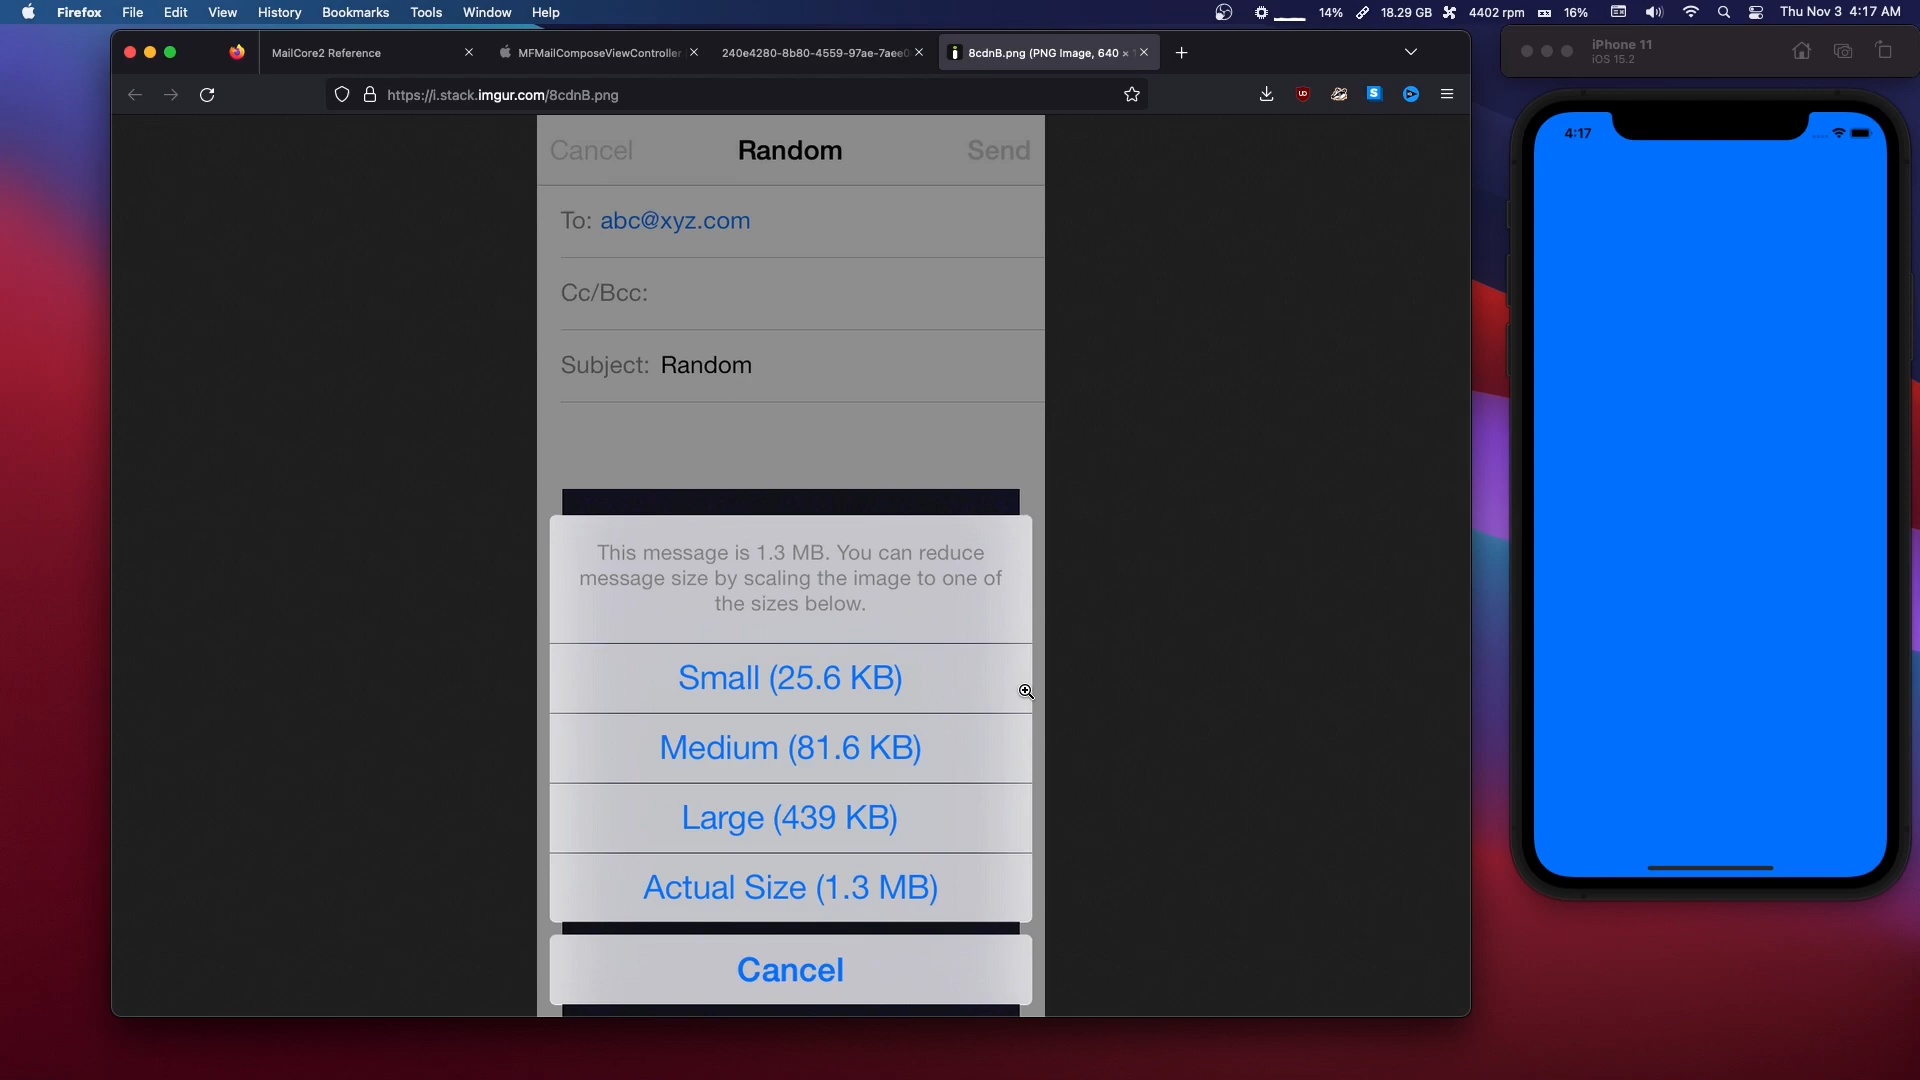 Firefox File Edit View History Bookmarks Tools Window Help 14% 18.29 GB 4402 rpm 16% Thu Nov 3 4:17 AM
MailCore2 Reference MFMailComposeViewController 240e4280-8b80-4559-97ae-7aee0 8cdnB.png (PNG Image, 640 ×
iPhone 11
iOS 15.2
https://i.stack.imgur.com/8cdnB.png
4:17
Cancel Random Send
To: abc@xyz.com
Cc/Bcc:
Subject: Random
This message is 1.3 MB. You can reduce
message size by scaling the image to one of
the sizes below.
Small (25.6 KB)
Medium (81.6 KB)
Large (439 KB)
Actual Size (1.3 MB)
Cancel